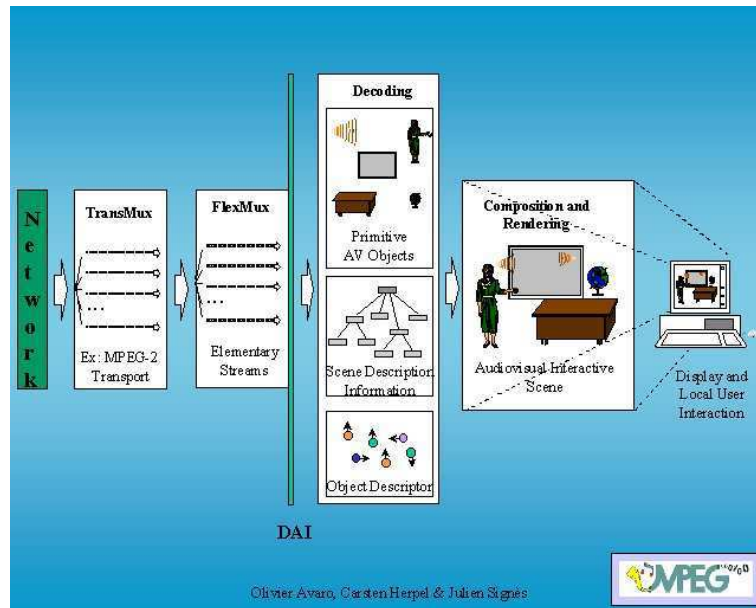 Network
TransMux
...
Ex: MPEG-2
Transport
FlexMux
...
Elementary
Streams
DAI
Decoding
Primitive
AV Objects
Scene Description
Information
Object Descriptor
Composition and
Rendering
Audiovisual Interactive
Scene
Display and
Local User
Interaction
Olivier Avaro, Carsten Herpel & Julien Signès
MPEG